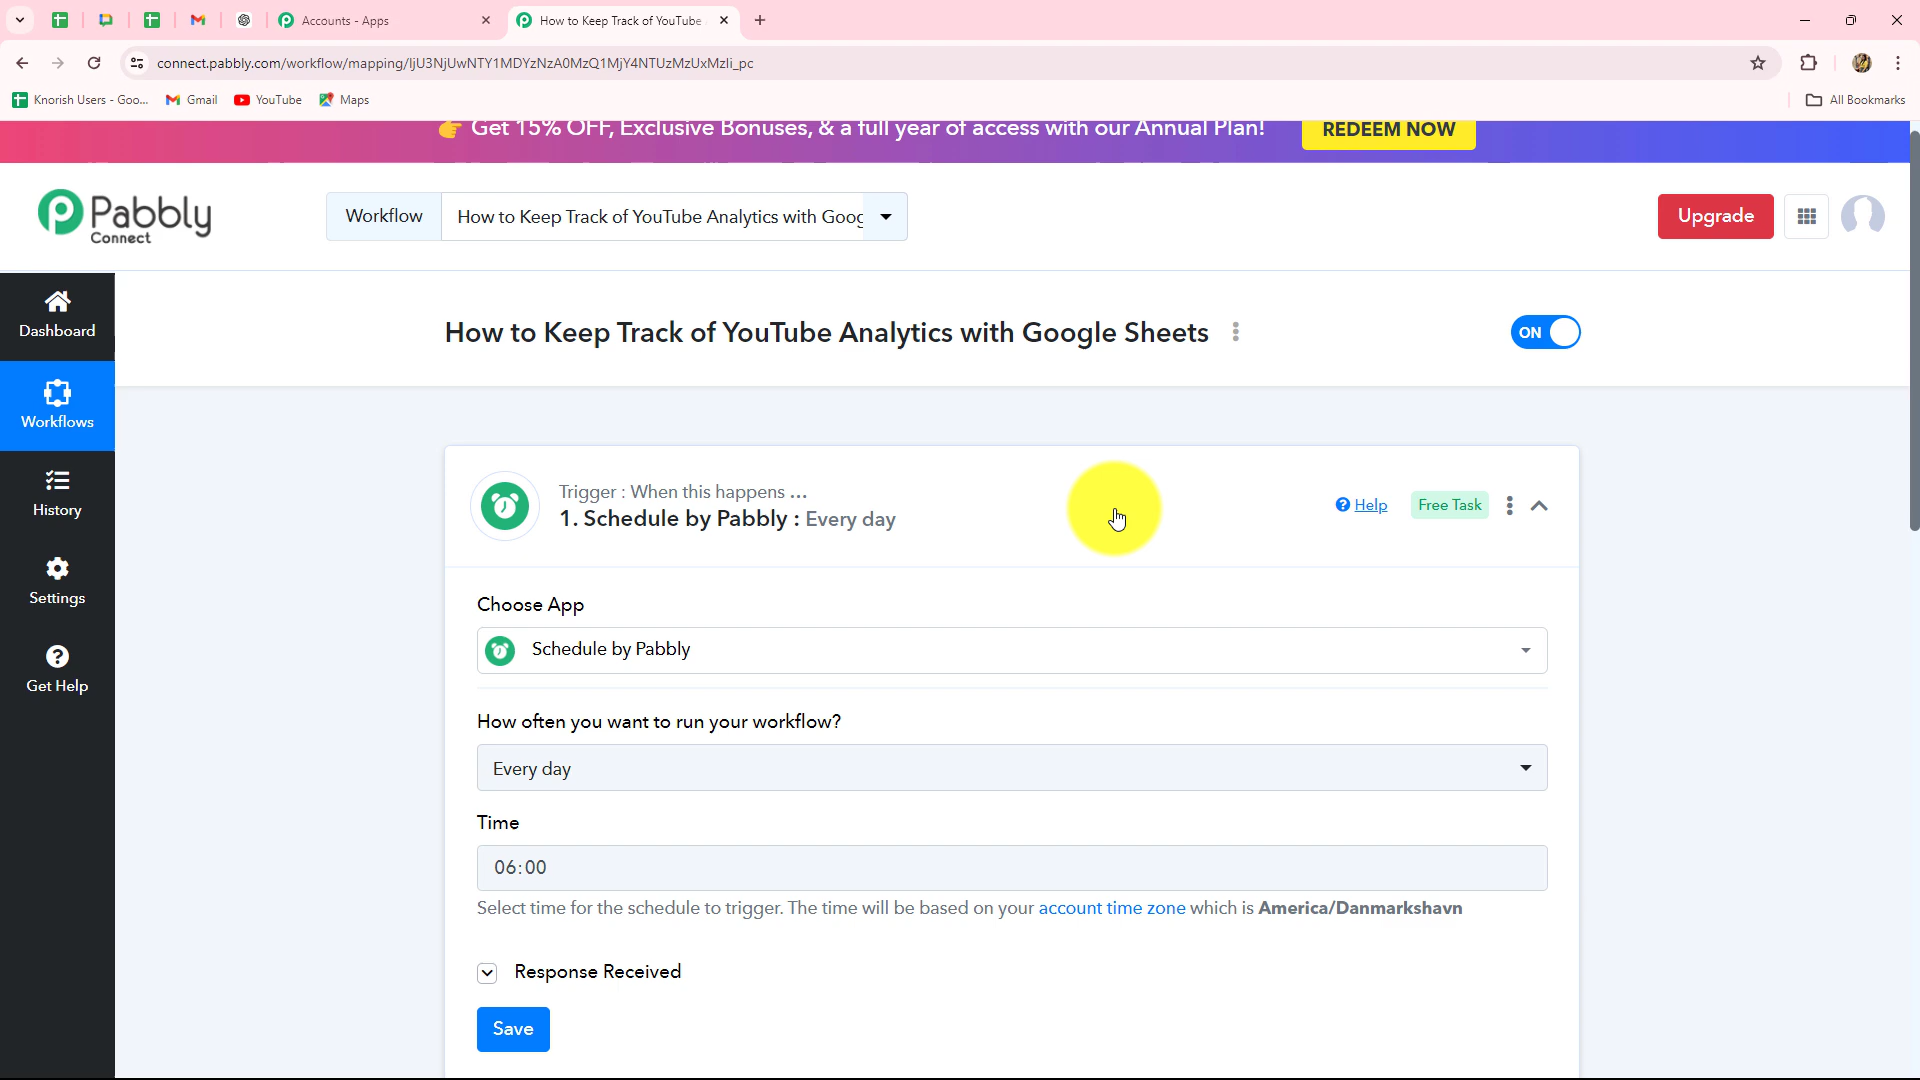 Accounts - Apps
How to Keep Track of YouTube
connect.pabbly.com/workflow/mapping/IjU3NjUwNTY1MDYzNzA0MzQ1MjY4NTUzMzUxMzIi_pc
Knorish Users - Goo...
Gmail
YouTube
Maps
All Bookmarks
Get 15% OFF, Exclusive Bonuses, & a full year of access with our Annual Plan!
REDEEM NOW
Pabbly
Connect
Workflow
How to Keep Track of YouTube Analytics with Goog
Upgrade
Dashboard
Workflows
History
Settings
Get Help
How to Keep Track of YouTube Analytics with Google Sheets
ON
Trigger : When this happens ...
1. Schedule by Pabbly : Every day
Help
Free Task
Choose App
Schedule by Pabbly
How often you want to run your workflow?
Every day
Time
06:00
Select time for the schedule to trigger. The time will be based on your account time zone which is America/Danmarkshavn
Response Received
Save